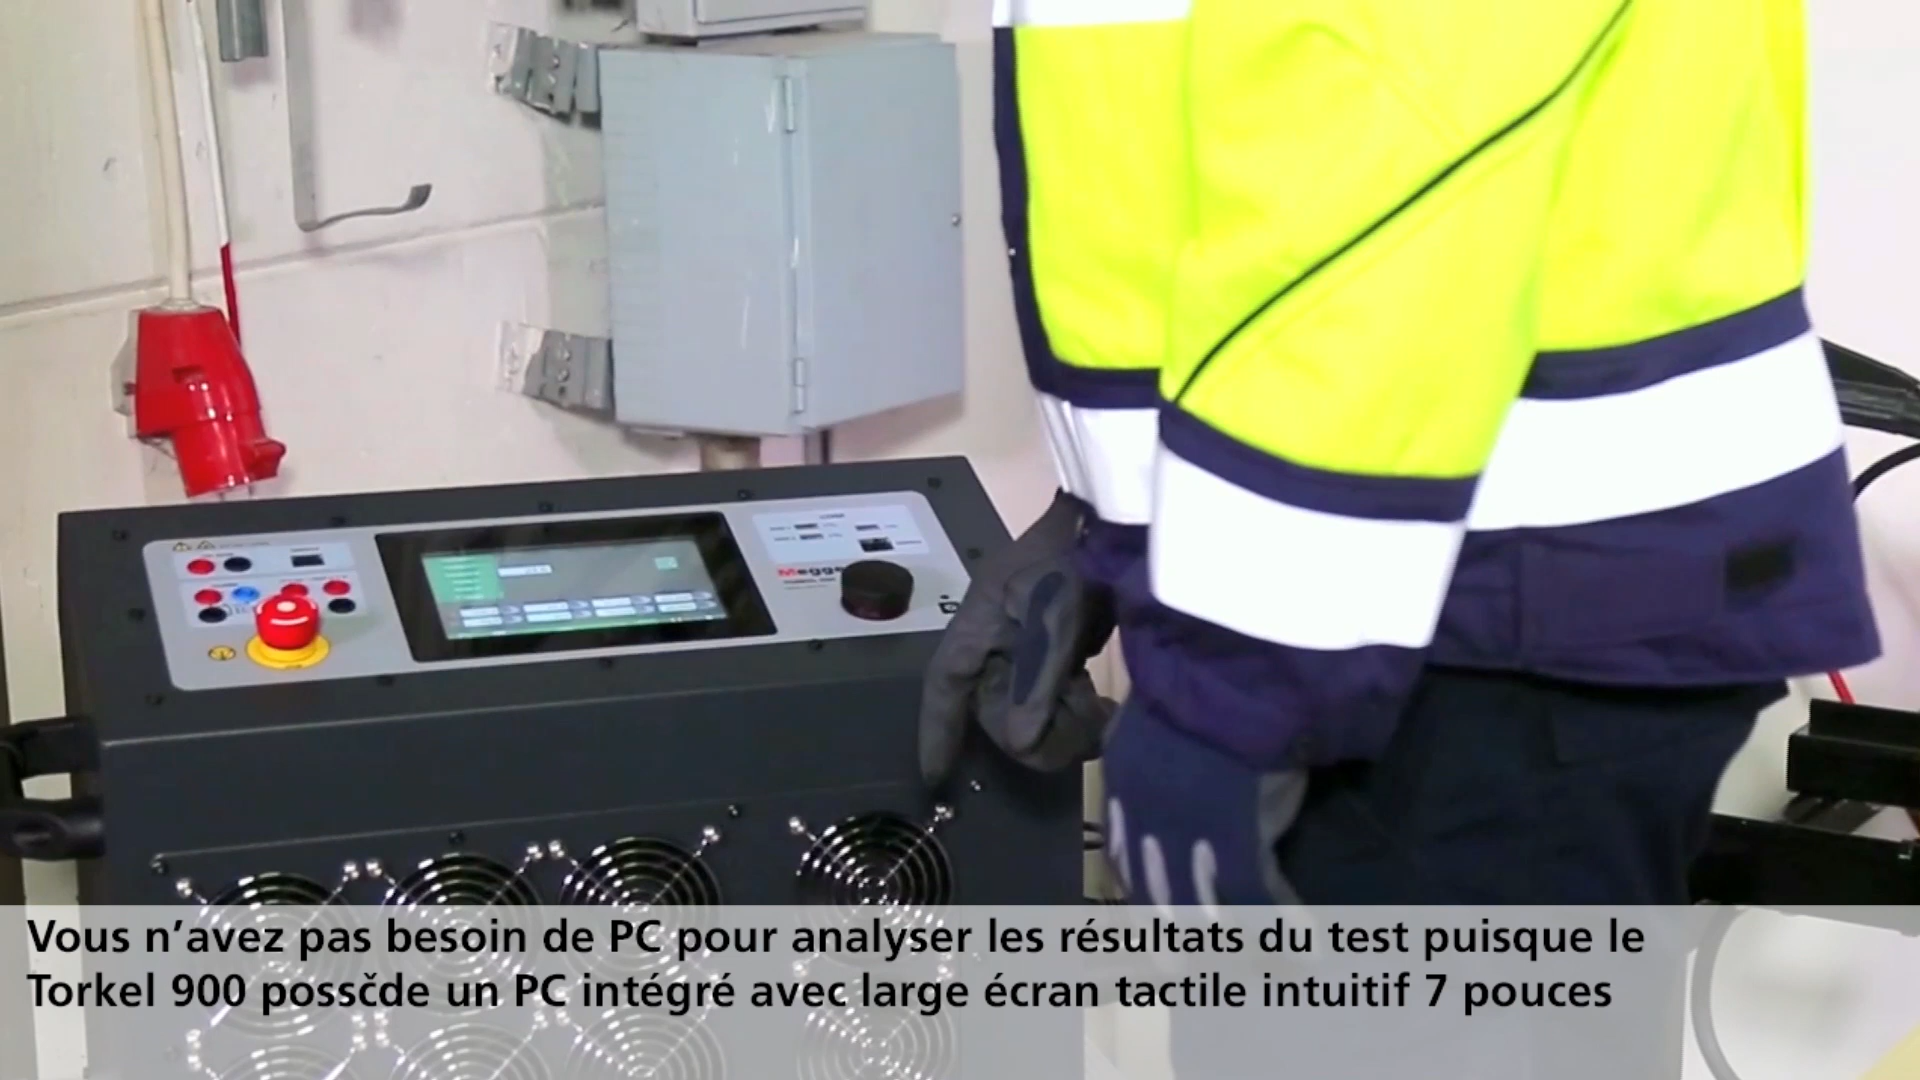 Megge
Vous n’avez pas besoin de PC pour analyser les résultats du test puisque le
Torkel 900 possčde un PC intégré avec large écran tactile intuitif 7 pouces